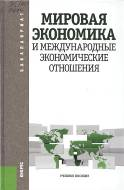 БАКАЛАВРИАТ
МИРОВАЯ
ЭКОНОМИКА
И МЕЖДУНАРОДНЫЕ
ЭКОНОМИЧЕСКИЕ
ОТНОШЕНИЯ
УЧЕБНОЕ ПОСОБИЕ
КНОРУС